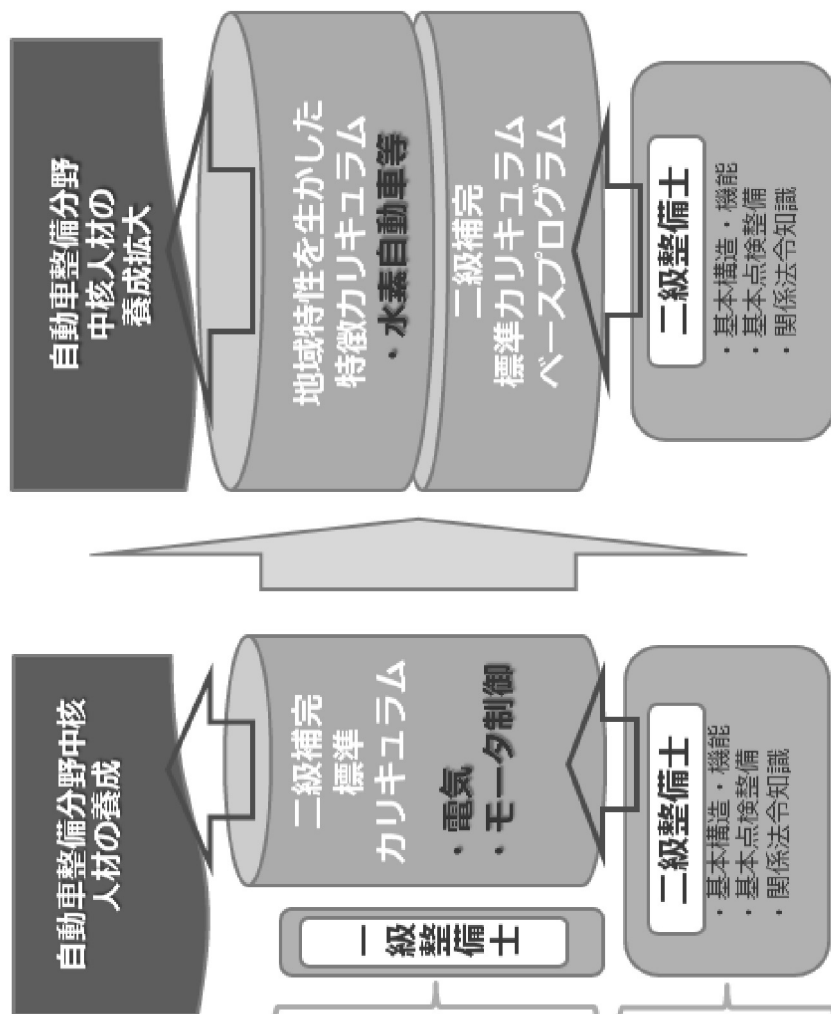 自動車整備分野中核
人材の養成
二級補完
標準
カリキュラム
・電気
・モータ制御
一級整備士
二級整備士
・基本構造・機能
・基本点検整備
・関係法令知識
自動車整備分野
中核人材の
養成拡大
地域特性を生かした
特徴カリキュラム
・水素自動車等
二級補完
標準カリキュラム
ベースプログラム
二級整備士
・基本構造・機能
・基本点検整備
・関係法令知識